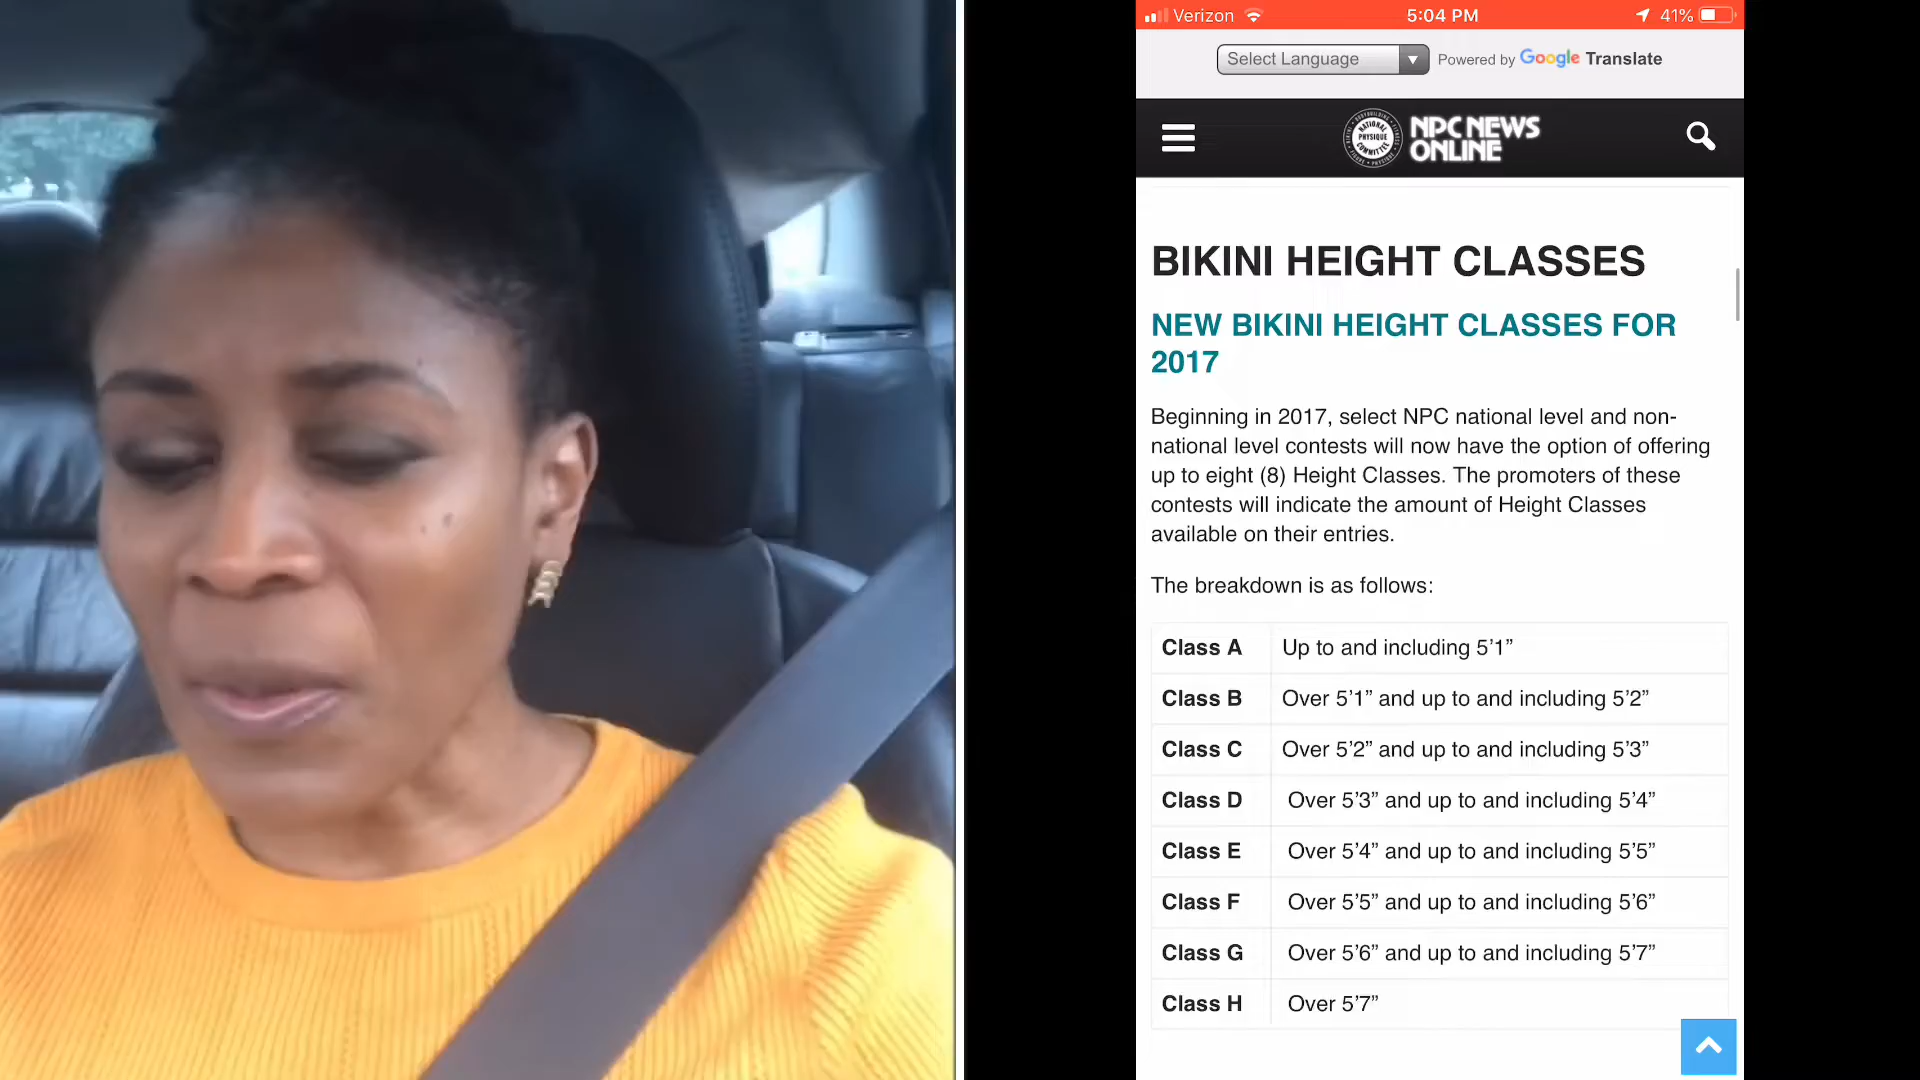 Verizon 5:04 PM 41%
Select Language Powered by Google Translate
NATIONAL PHYSIQUE COMMITTEE
NPC NEWS
ONLINE
BIKINI HEIGHT CLASSES
NEW BIKINI HEIGHT CLASSES FOR
2017
Beginning in 2017, select NPC national level and non-
national level contests will now have the option of offering
up to eight (8) Height Classes. The promoters of these
contests will indicate the amount of Height Classes
available on their entries.
The breakdown is as follows:
Class A Up to and including 5’1”
Class B Over 5’1” and up to and including 5’2”
Class C Over 5’2” and up to and including 5’3”
Class D Over 5’3” and up to and including 5’4”
Class E Over 5’4” and up to and including 5’5”
Class F Over 5’5” and up to and including 5’6”
Class G Over 5’6” and up to and including 5’7”
Class H Over 5’7”